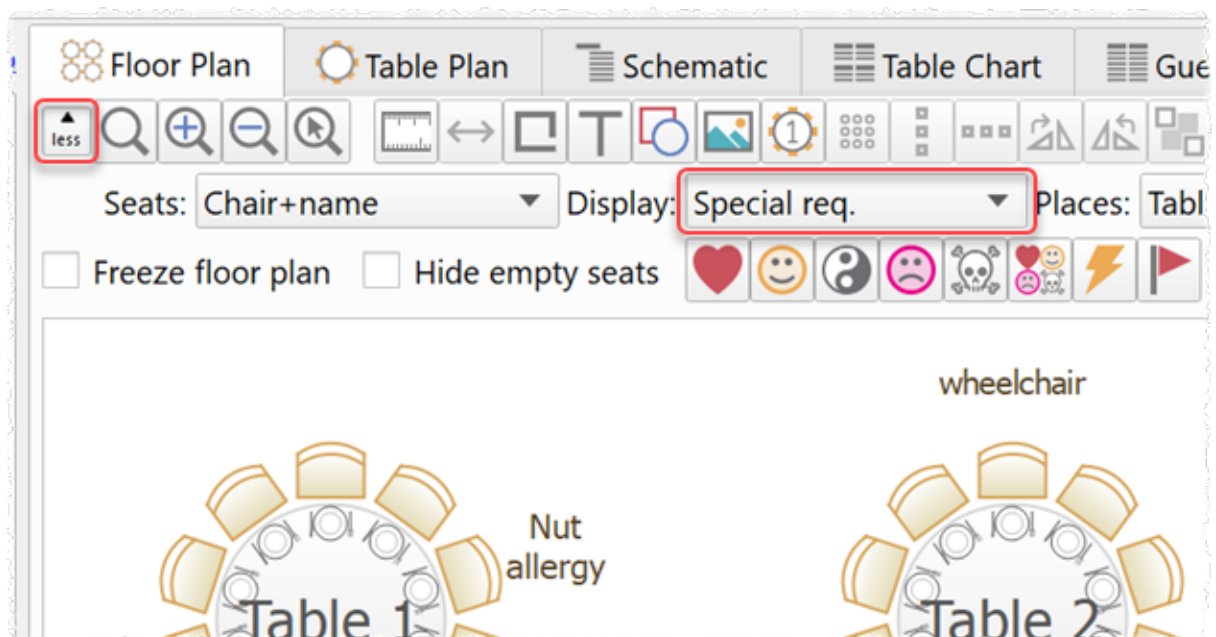 Floor Plan Table Plan Schematic Table Chart Gue
less T 1
Seats: Chair+name Display: Special req. Places: Tabl
Freeze floor plan Hide empty seats
wheelchair
Nut
allergy
Table 1 Table 2